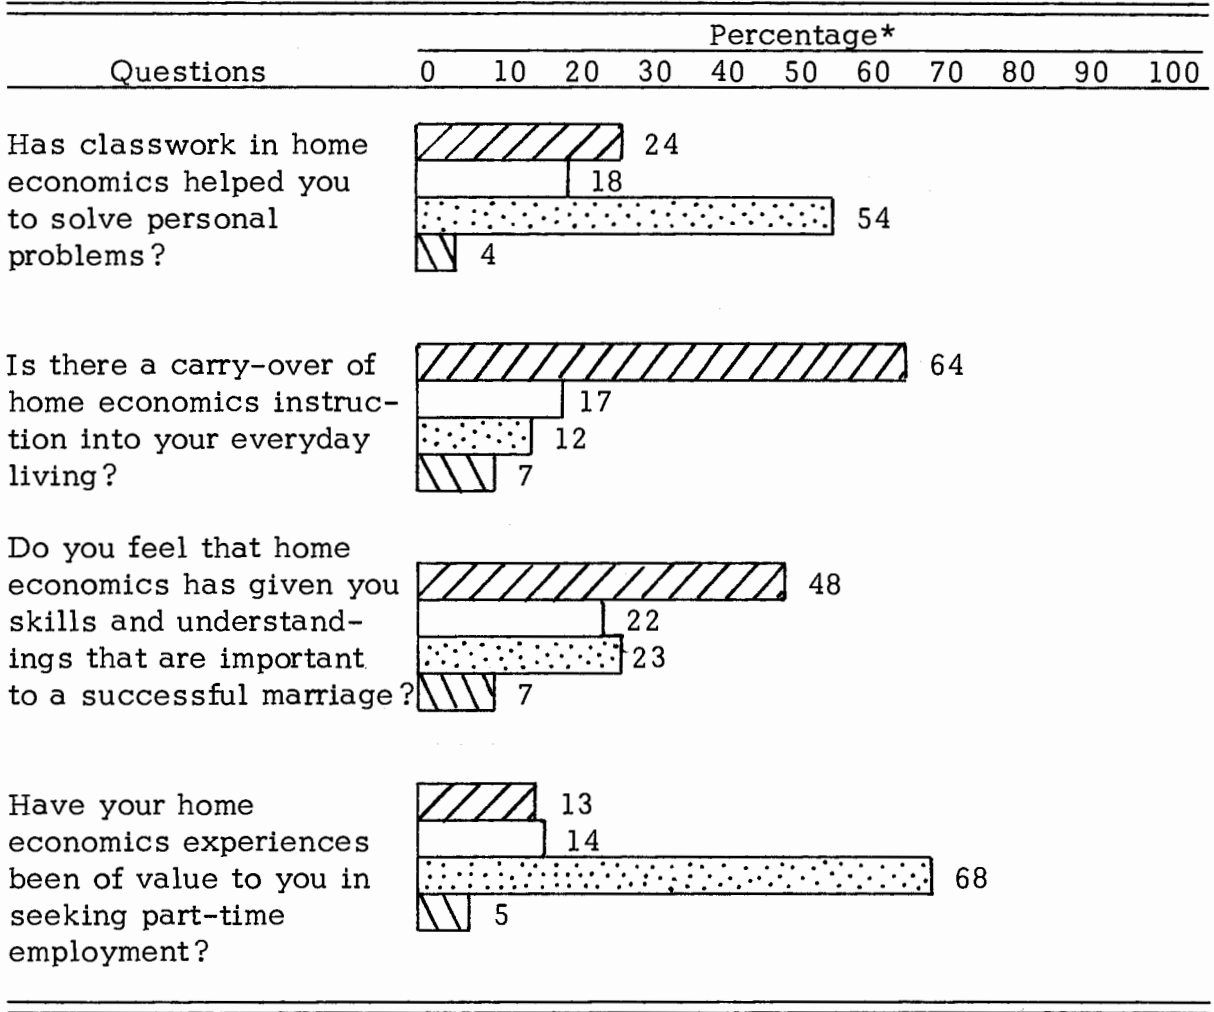 Percentage*
Questions 0 10 20 30 40 50 60 70 80 90 100
Has classwork in home
economics helped you
to solve personal
problems?
24
18
54
4
Is there a carry-over of
home economics instruc-
tion into your everyday
living?
64
17
12
7
Do you feel that home
economics has given you
skills and understand-
ings that are important
to a successful marriage?
48
22
23
7
Have your home
economics experiences
been of value to you in
seeking part-time
employment?
13
14
68
5